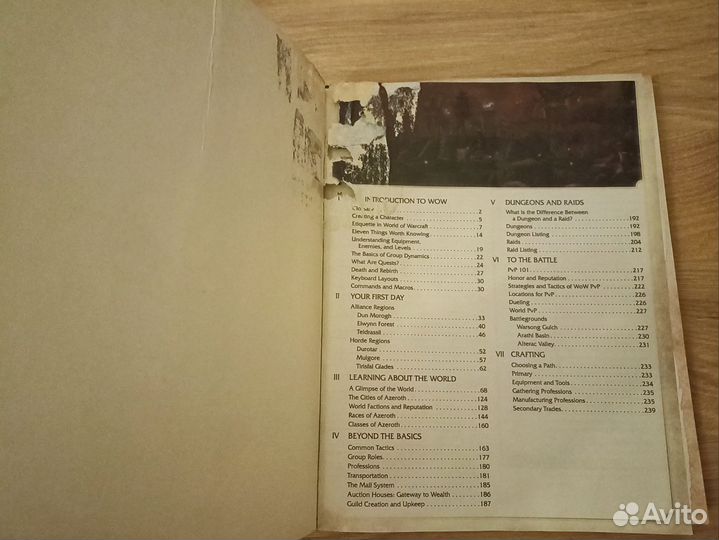 I INTRODUCTION TO WOW
Glossary . . . 2
Creating a Character . . . 5
Etiquette in World of Warcraft . . . 7
Eleven Things Worth Knowing . . . 14
Understanding Equipment,
Enemies, and Levels . . . 19
The Basics of Group Dynamics . . . 22
What Are Quests? . . . 24
Death and Rebirth . . . 27
Keyboard Layouts . . . 30
Commands and Macros . . . 30
II YOUR FIRST DAY
Alliance Regions
Dun Morogh . . . 33
Elwynn Forest . . . 40
Teldrassil . . . 46
Horde Regions
Durotar . . . 52
Mulgore . . . 57
Tirisfal Glades . . . 62
III LEARNING ABOUT THE WORLD
A Glimpse of the World . . . 68
The Cities of Azeroth . . . 124
World Factions and Reputation . . . 128
Races of Azeroth . . . 144
Classes of Azeroth . . . 160
IV BEYOND THE BASICS
Common Tactics . . . 163
Group Roles . . . 177
Professions . . . 180
Transportation . . . 181
The Mail System . . . 185
Auction Houses: Gateway to Wealth . . . 186
Guild Creation and Upkeep . . . 187
V DUNGEONS AND RAIDS
What is the Difference Between
a Dungeon and a Raid? . . . 192
Dungeons . . . 192
Dungeon Listing . . . 198
Raids . . . 204
Raid Listing . . . 212
VI TO THE BATTLE
PvP 101 . . . 217
Honor and Reputation . . . 217
Strategies and Tactics of WoW PvP . . . 222
Locations for PvP . . . 226
Dueling . . . 226
World PvP . . . 227
Battlegrounds
Warsong Gulch . . . 227
Arathi Basin . . . 230
Alterac Valley . . . 231
VII CRAFTING
Choosing a Path . . . 233
Primary . . . 233
Equipment and Tools . . . 234
Gathering Professions . . . 235
Manufacturing Professions . . . 235
Secondary Trades . . . 239
Avito